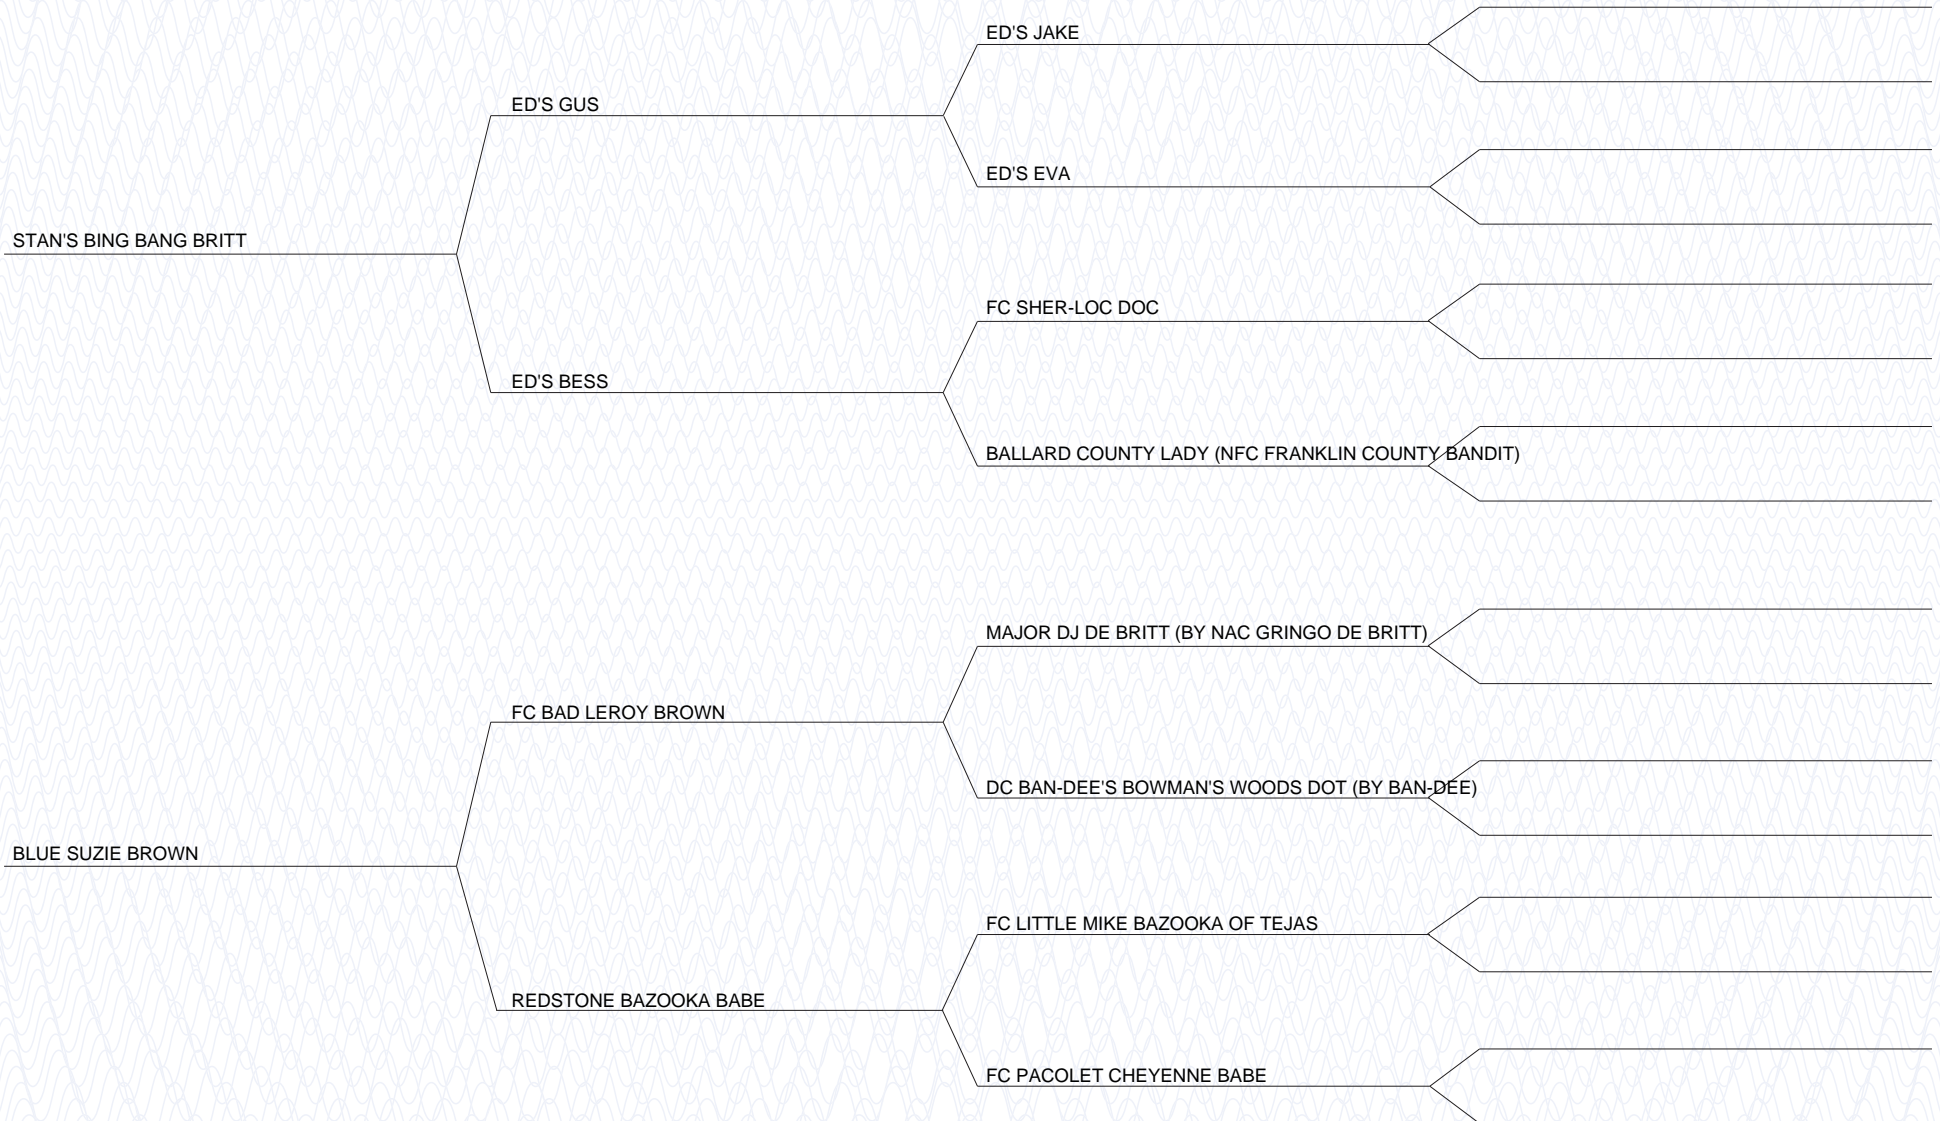 ED'S JAKE
ED'S GUS
ED'S EVA
STAN'S BING BANG BRITT
FC SHER-LOC DOC
ED'S BESS
BALLARD COUNTY LADY (NFC FRANKLIN COUNTY BANDIT)
MAJOR DJ DE BRITT (BY NAC GRINGO DE BRITT)
FC BAD LEROY BROWN
DC BAN-DEE'S BOWMAN'S WOODS DOT (BY BAN-DEE)
BLUE SUZIE BROWN
FC LITTLE MIKE BAZOOKA OF TEJAS
REDSTONE BAZOOKA BABE
FC PACOLET CHEYENNE BABE